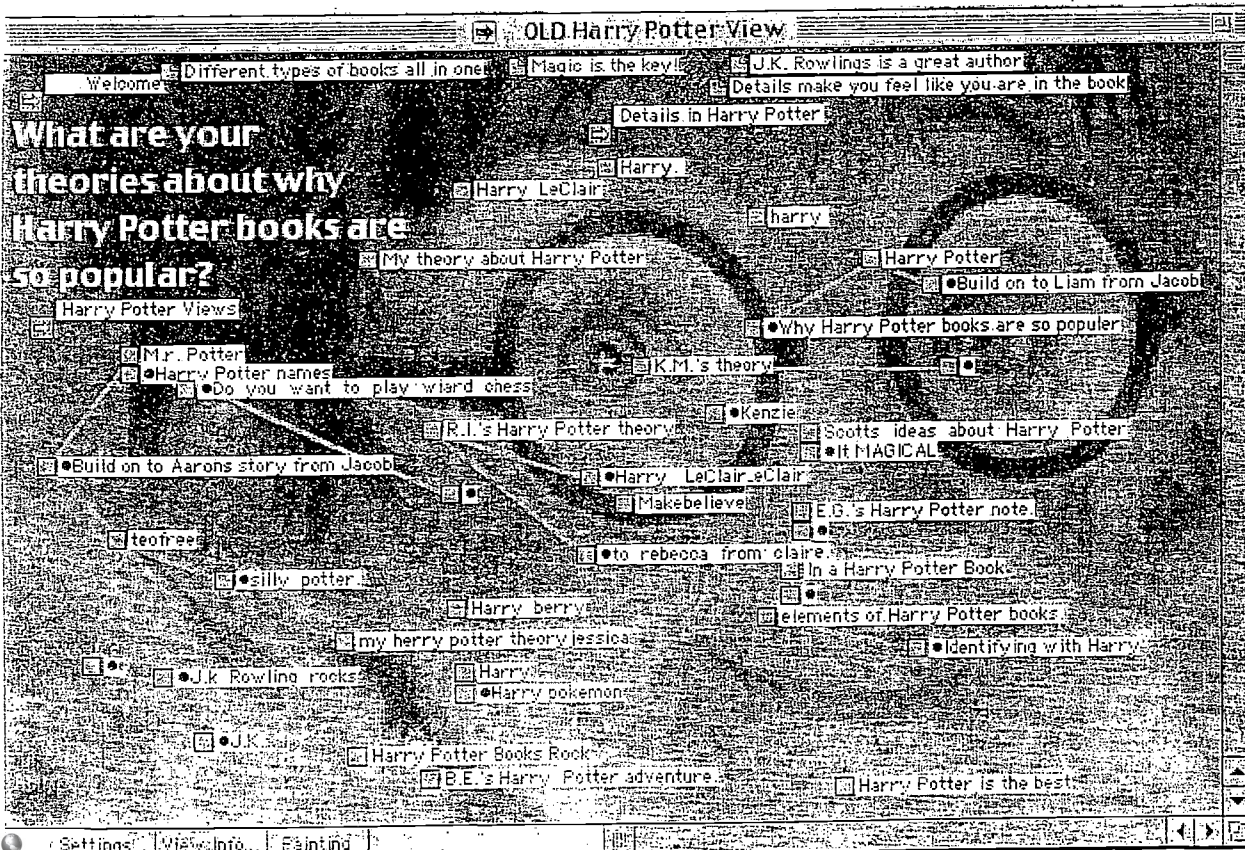 OLD Harry Potter View
Welcome
Different types of books all in one
Magic is the key!
J.K. Rowlings is a great author
Details make you feel like you are in the book
Details in Harry Potter
What are your
theories about why
Harry Potter books are
so popular?
Harry.
Harry LeClair
harry
My theory about Harry Potter
Harry Potter
Build on to Liam from Jacob
Harry Potter Views
Why Harry Potter books are so populer
M.r. Potter
K.M.'s theory
Harry Potter names
Do you want to play wiard chess
Kenzie
R.I.'s Harry Potter theory
Scotts ideas about Harry Potter
It MAGICAL
Build on to Aarons story from Jacob
Harry LeClairLeClair
Makebelieve
E.G.'s Harry Potter note.
teofree
to rebecca from claire.
In a Harry Potter Book
silly potter.
Harry berry
elements of Harry Potter books
my herry potter theory jessica
Identifying with Harry
Harry
J.k Rowling rocks
Harry pokemon
J.K.
Harry Potter Books Rock
B.E.'s Harry Potter adventure.
Harry Potter is the best
Settings View Info... Painting